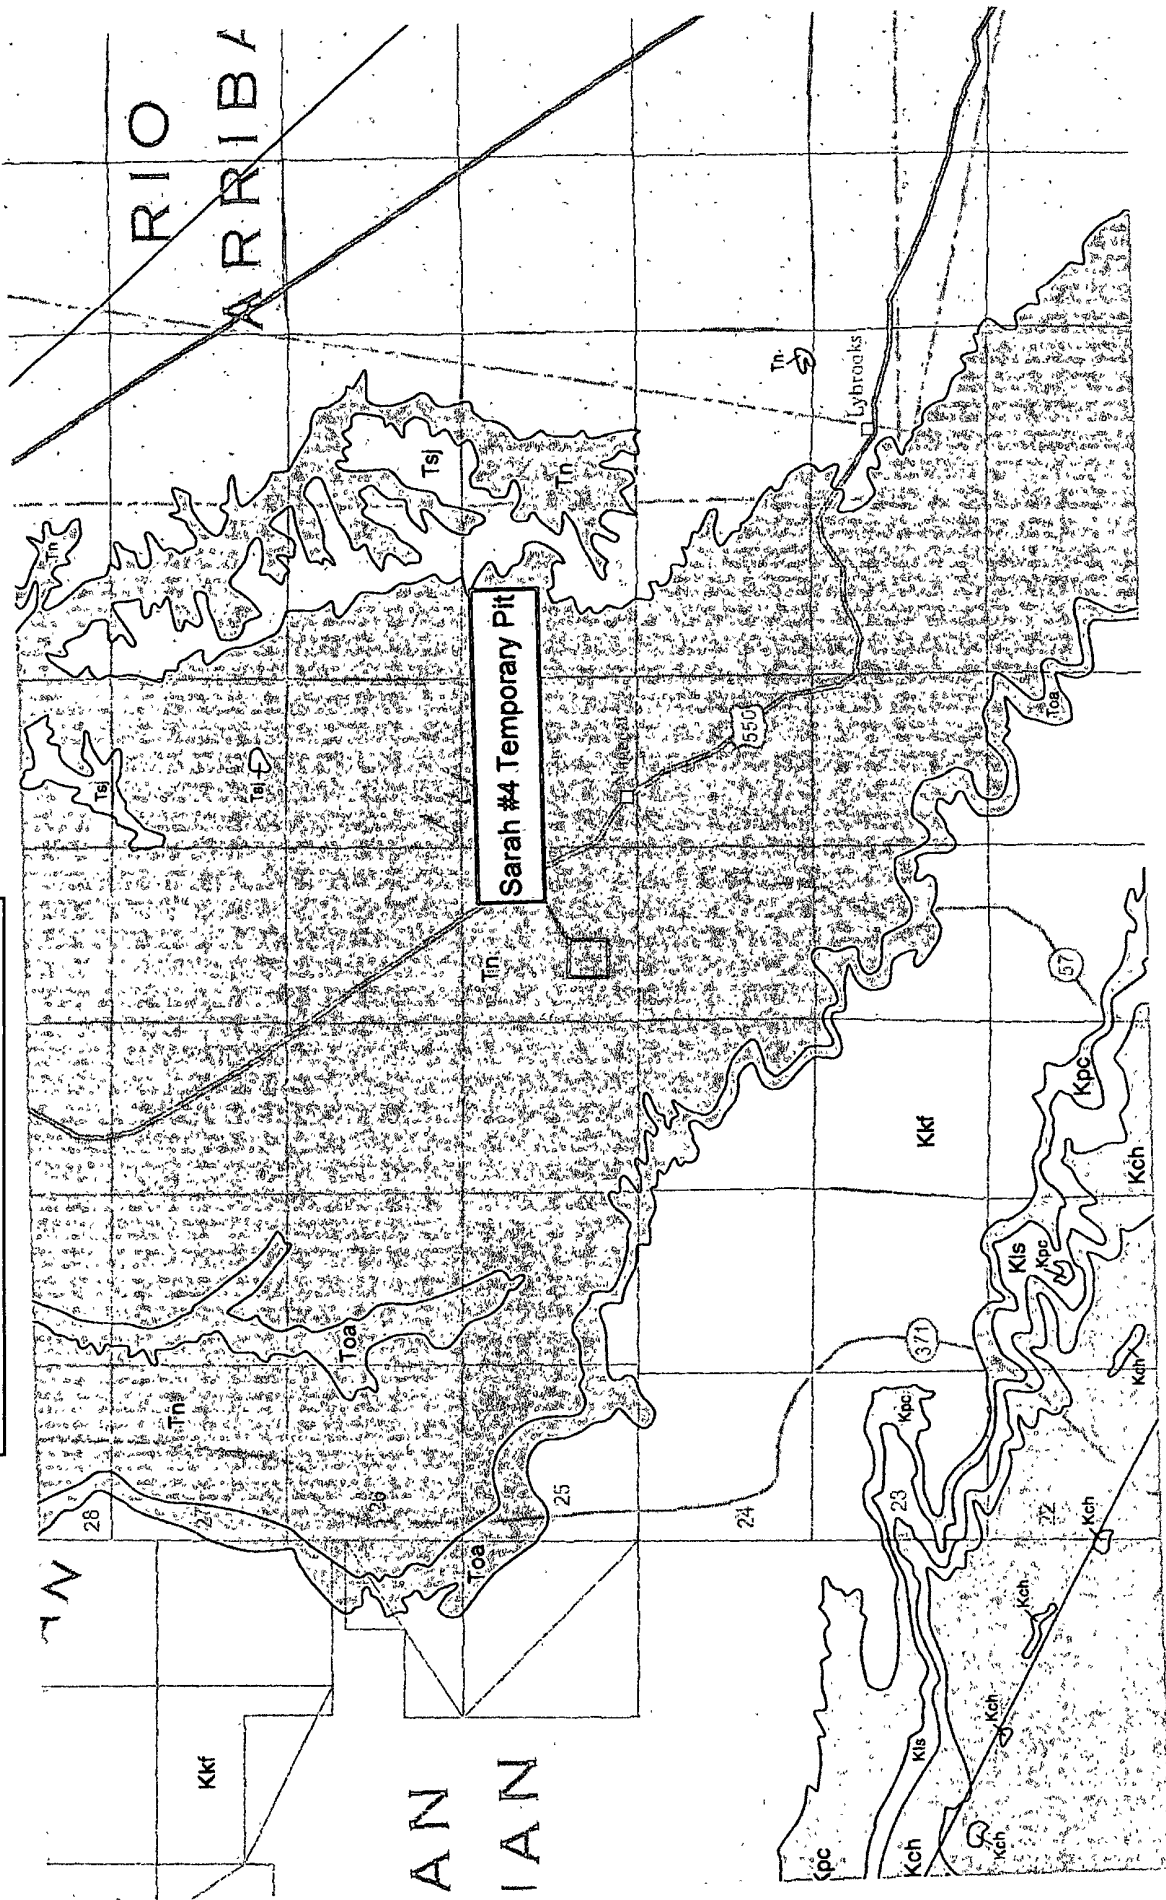 N
Tn
28
Tsj
RIO
Tn
Kkf
27
ARRIBA
Tsj
Toa
26
AN
Tsj
Toa
Tn
Sarah #4 Temporary Pit
IAN
25
Tn
24
550
Tn
Kpc
Lybrooks
23
Kpc
Kls
Kch
371
Kkf
Kch
Kch
Kls
Kch
22
Kpc
Toa
57
Kpc
Kch
Kch
Kch